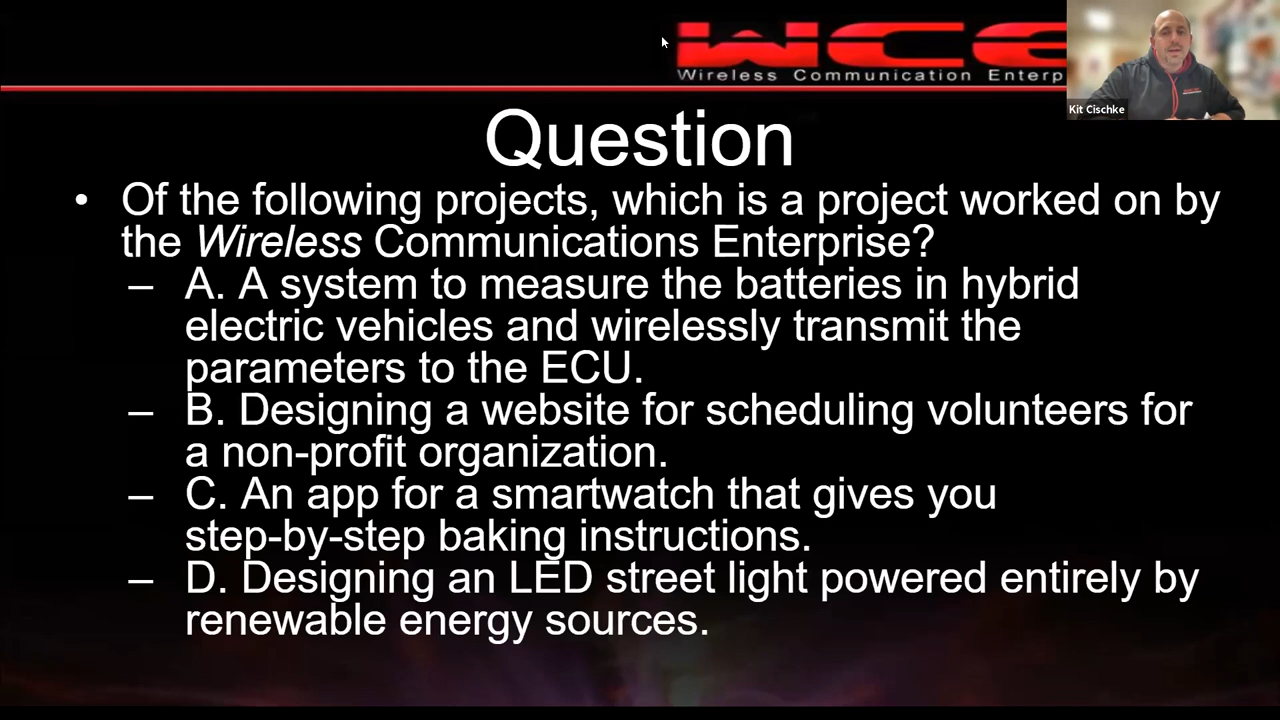 WCE
Wireless Communication Enterp
Kit Cischke
Question
• Of the following projects, which is a project worked on by
the Wireless Communications Enterprise?
– A. A system to measure the batteries in hybrid
electric vehicles and wirelessly transmit the
parameters to the ECU.
– B. Designing a website for scheduling volunteers for
a non-profit organization.
– C. An app for a smartwatch that gives you
step-by-step baking instructions.
– D. Designing an LED street light powered entirely by
renewable energy sources.